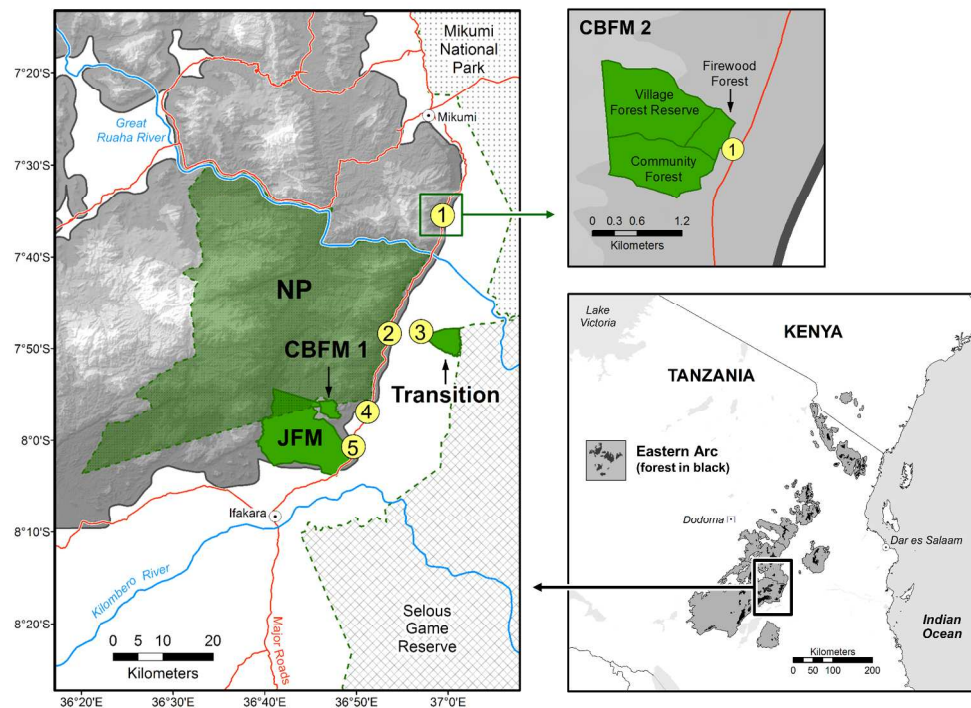 Mikumi
National
Park
7°20'S
Great
Ruaha River
Mikumi
7°30'S
1
7°40'S
NP
2
3
7°50'S
CBFM 1
Transition
4
8°00'S
JFM
5
Ifakara
8°10'S
Kilombero River
Major Roads
Selous
Game
Reserve
8°20'S
0 5 10 20
Kilometers
36°20'E
36°30'E
36°40'E
36°50'E
37°0'E
CBFM 2
Firewood
Forest
Village
Forest Reserve
1
Community
Forest
0 0.3 0.6 1.2
Kilometers
Lake
Victoria
KENYA
TANZANIA
Eastern Arc
(forest in black)
Dodoma
Dar es Salaam
Indian
Ocean
Kilometers
0 50 100 200